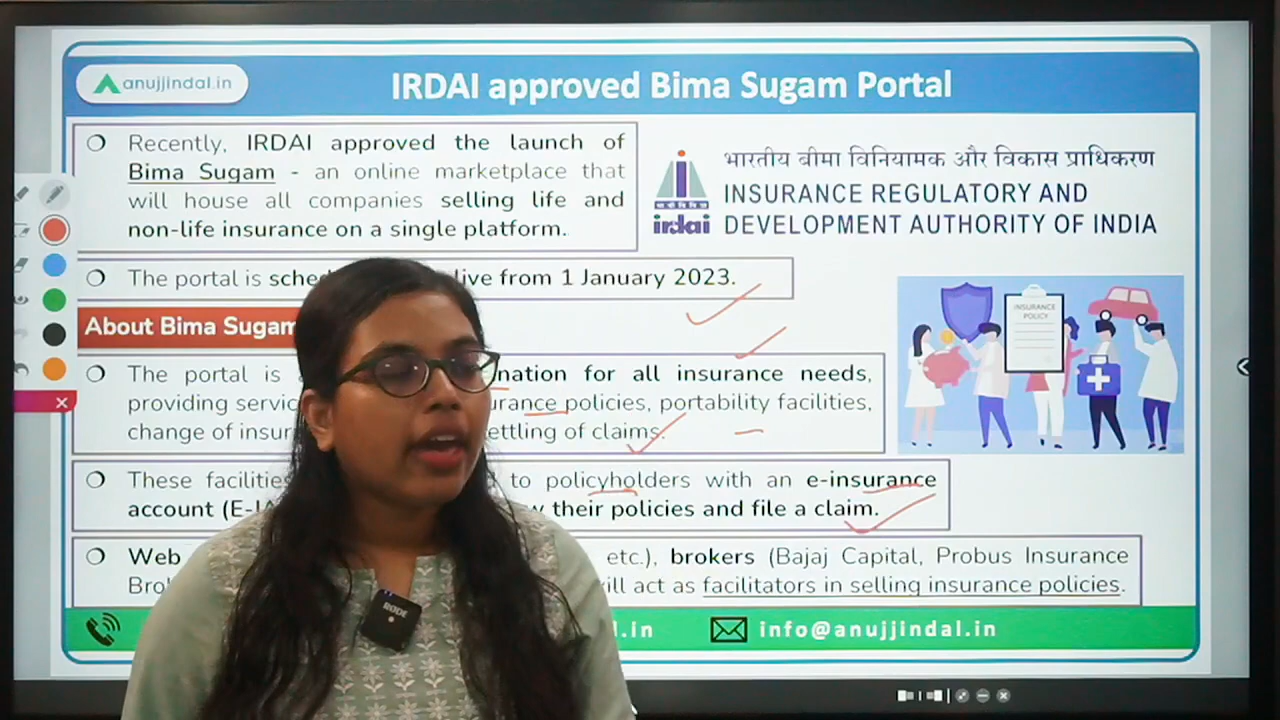 anujjindal.in
IRDAI approved Bima Sugam Portal
Recently, IRDAI approved the launch of
Bima Sugam - an online marketplace that
will house all companies selling life and
non-life insurance on a single platform.
भारतीय बीमा विनियामक और विकास प्राधिकरण
INSURANCE REGULATORY AND
DEVELOPMENT AUTHORITY OF INDIA
irdai
The portal is live from 1 January 2023.
INSURANCE
POLICY
About Bima Sugam
The portal is nation for all insurance needs,
providing urance policies, portability facilities,
change of ettling of claims.
These facilities to policyholders with an e-insurance
account their policies and file a claim.
Web etc.), brokers (Bajaj Capital, Probus Insurance
ill act as facilitators in selling insurance policies.
.in
info@anujjindal.in
RØDE